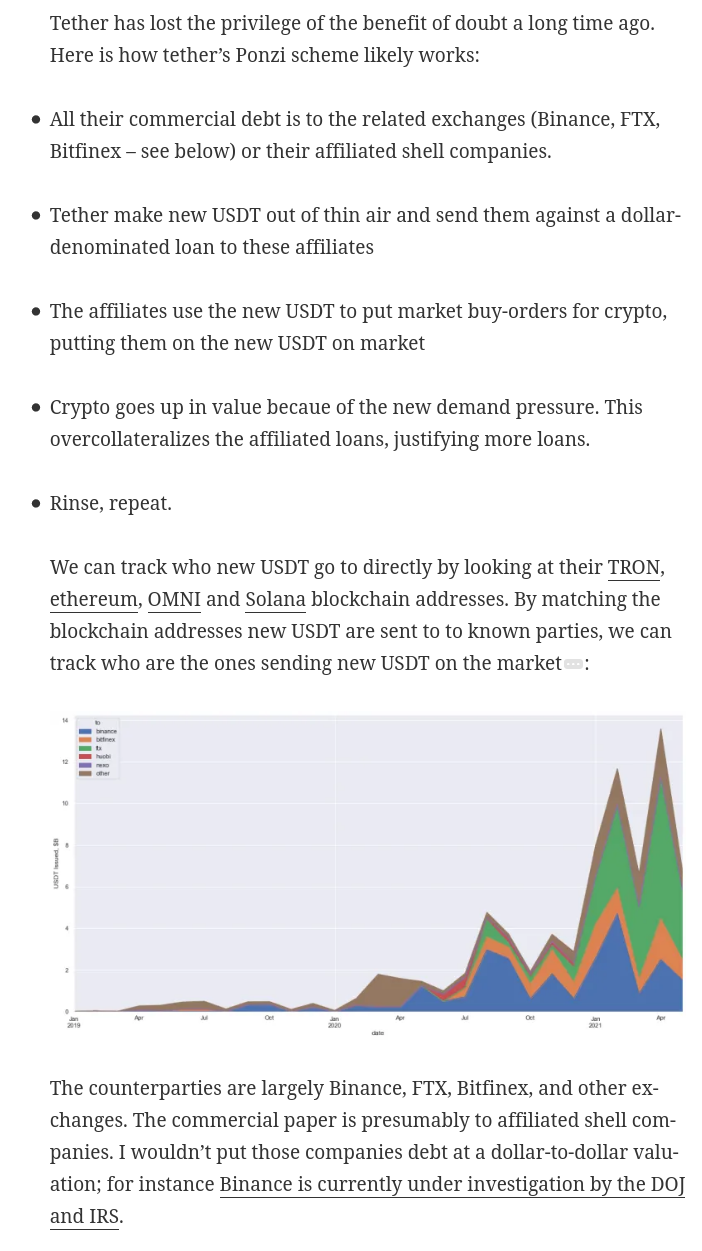 Tether has lost the privilege of the benefit of doubt a long time ago.
Here is how tether’s Ponzi scheme likely works:
● All their commercial debt is to the related exchanges (Binance, FTX,
Bitfinex – see below) or their affiliated shell companies.
● Tether make new USDT out of thin air and send them against a dollar-
denominated loan to these affiliates
● The affiliates use the new USDT to put market buy-orders for crypto,
putting them on the new USDT on market
● Crypto goes up in value becaue of the new demand pressure. This
overcollateralizes the affiliated loans, justifying more loans.
● Rinse, repeat.
We can track who new USDT go to directly by looking at their TRON,
ethereum, OMNI and Solana blockchain addresses. By matching the
blockchain addresses new USDT are sent to to known parties, we can
track who are the ones sending new USDT on the market ••• :
to
binance
bitfinex
ftx
huobi
nexo
other
USDT issued, $B
14
12
10
8
6
4
2
0
Jan
2019
Apr
Jul
Oct
Jan
2020
Apr
Jul
Oct
Jan
2021
Apr
date
The counterparties are largely Binance, FTX, Bitfinex, and other ex-
changes. The commercial paper is presumably to affiliated shell com-
panies. I wouldn’t put those companies debt at a dollar-to-dollar valu-
ation; for instance Binance is currently under investigation by the DOJ
and IRS.